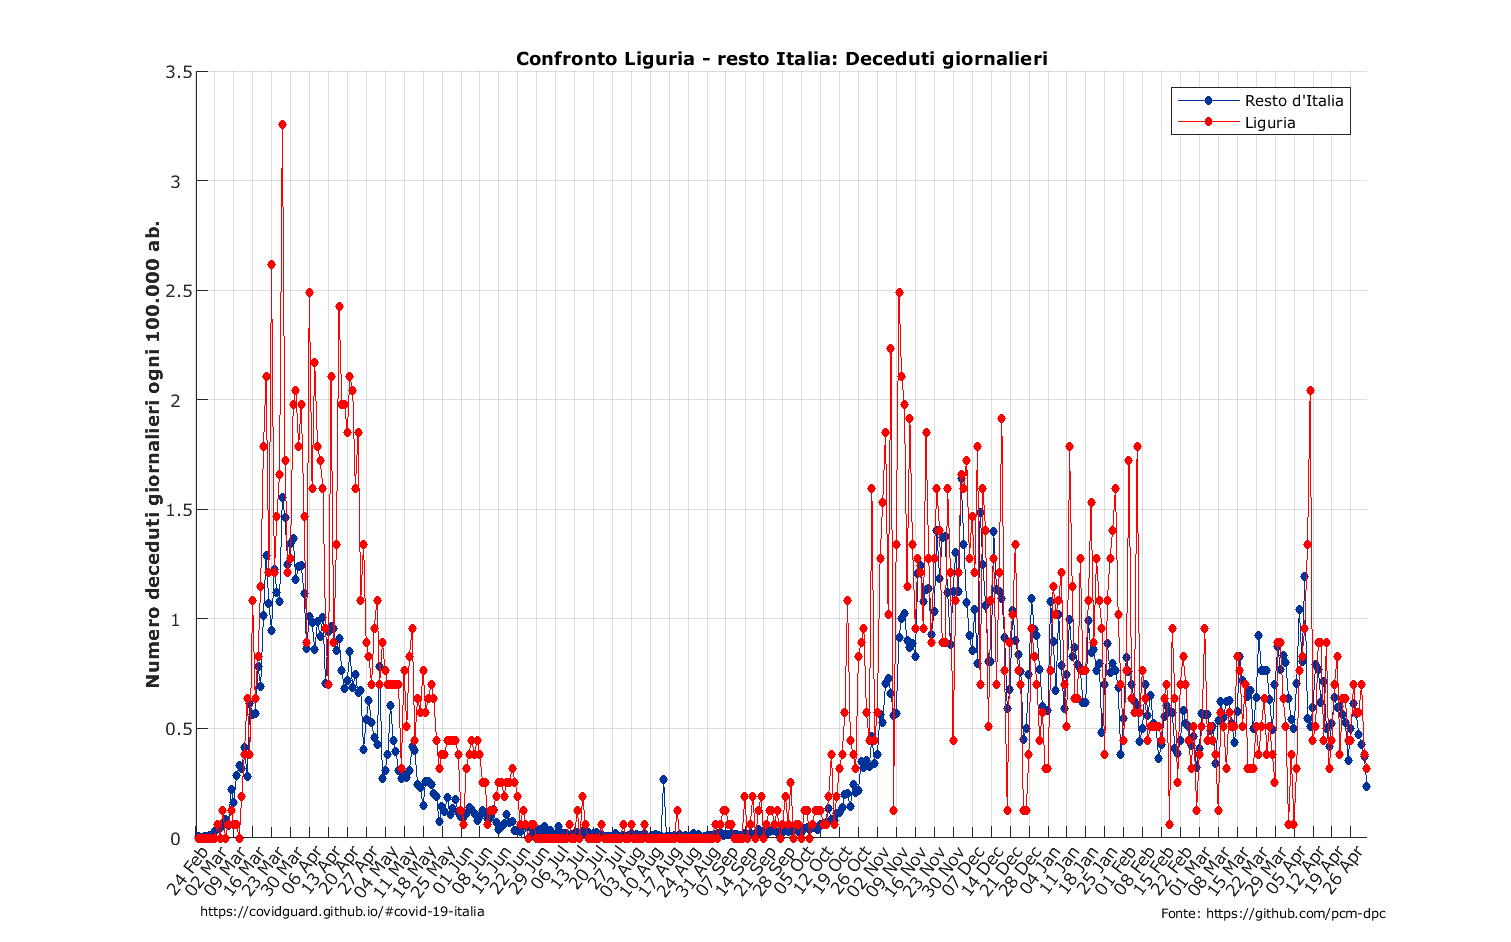 Confronto Liguria - resto Italia: Deceduti giornalieri
Resto d'Italia
Liguria
Numero deceduti giornalieri ogni 100.000 ab.
3.5
3
2.5
2
1.5
1
0.5
0
24 Feb
02 Mar
09 Mar
16 Mar
23 Mar
30 Mar
06 Apr
13 Apr
20 Apr
27 Apr
04 May
11 May
18 May
25 May
01 Jun
08 Jun
15 Jun
22 Jun
29 Jun
06 Jul
13 Jul
20 Jul
27 Jul
03 Aug
10 Aug
17 Aug
24 Aug
31 Aug
07 Sep
14 Sep
21 Sep
28 Sep
05 Oct
12 Oct
19 Oct
26 Oct
02 Nov
09 Nov
16 Nov
23 Nov
30 Nov
07 Dec
14 Dec
21 Dec
28 Dec
04 Jan
11 Jan
18 Jan
25 Jan
01 Feb
08 Feb
15 Feb
22 Feb
01 Mar
08 Mar
15 Mar
22 Mar
29 Mar
05 Apr
12 Apr
19 Apr
26 Apr
https://covidguard.github.io/#covid-19-italia
Fonte: https://github.com/pcm-dpc